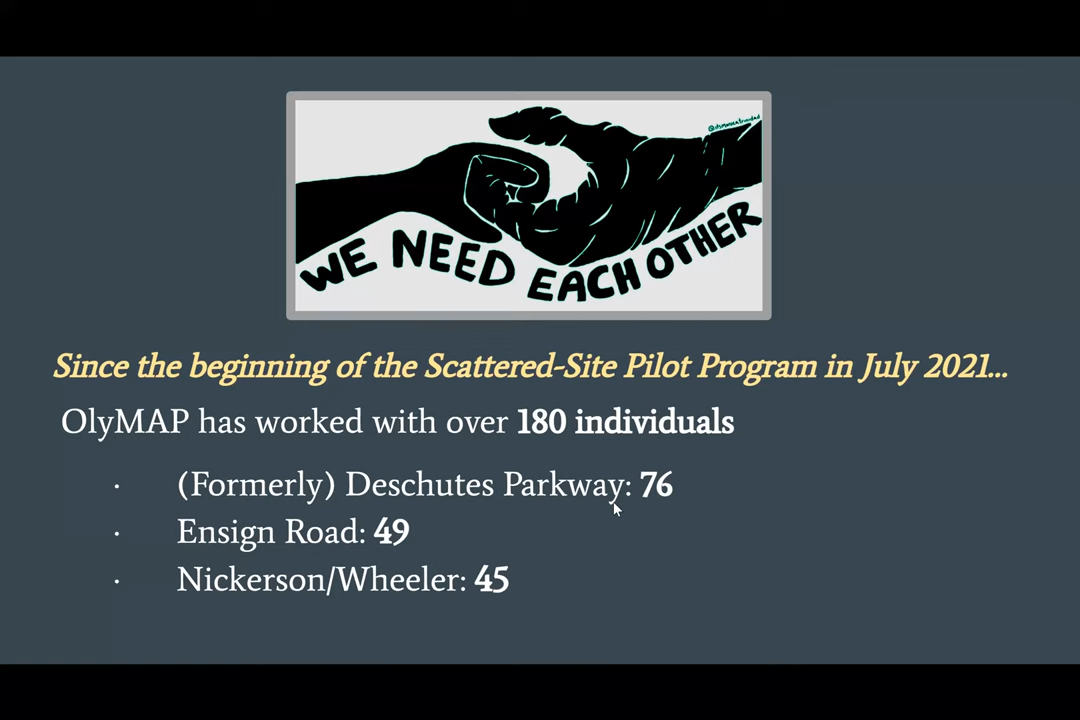 @itsmonicatrinidad
WE NEED EACH OTHER
Since the beginning of the Scattered-Site Pilot Program in July 2021...
OlyMAP has worked with over 180 individuals
· (Formerly) Deschutes Parkway: 76
· Ensign Road: 49
· Nickerson/Wheeler: 45